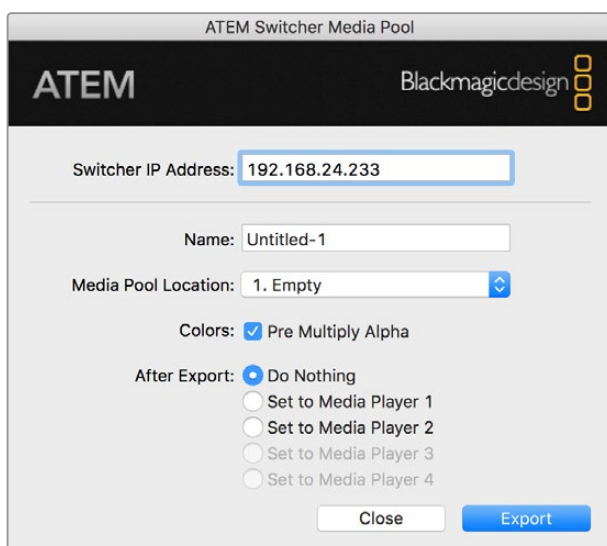 ATEM Switcher Media Pool
ATEM
Blackmagicdesign
Switcher IP Address: 192.168.24.233
Name: Untitled-1
Media Pool Location: 1. Empty
Colors: Pre Multiply Alpha
After Export: Do Nothing
Set to Media Player 1
Set to Media Player 2
Set to Media Player 3
Set to Media Player 4
Close Export